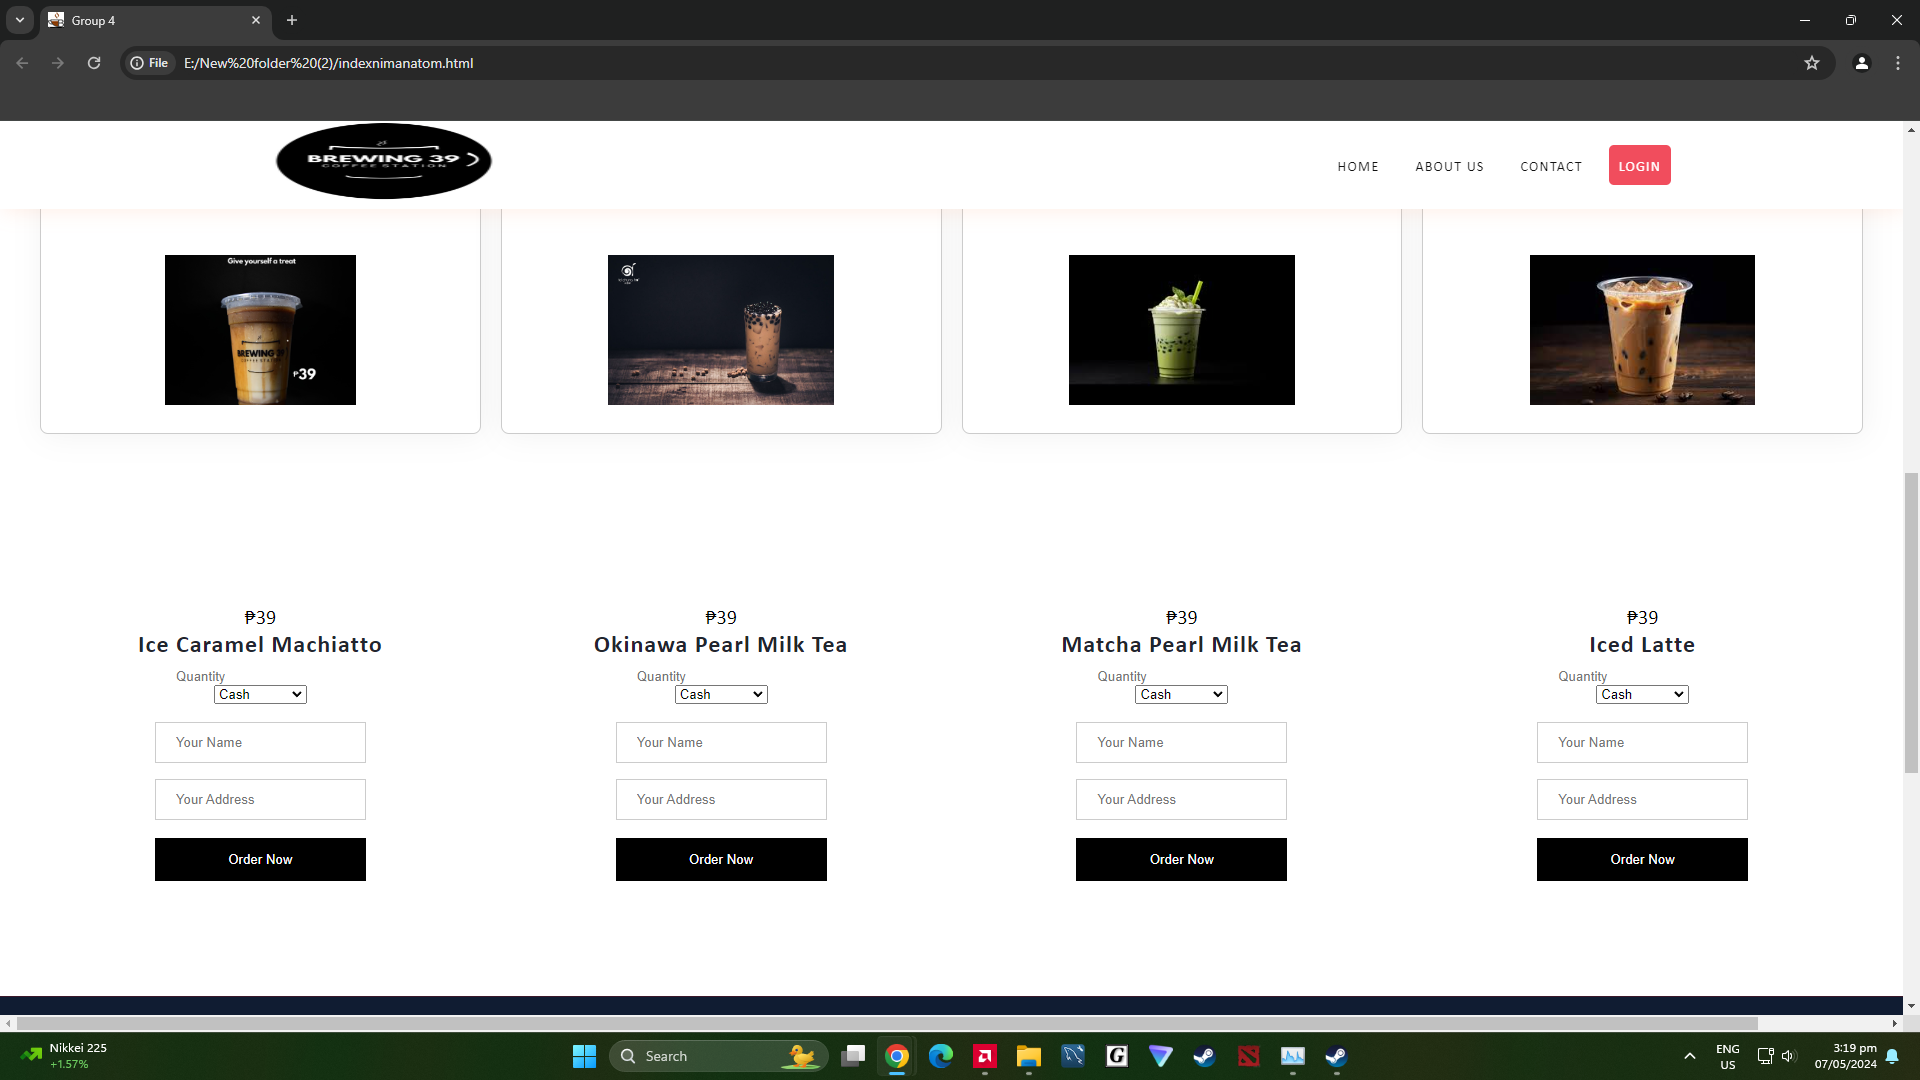 Group 4
File
E:/New%20folder%20(2)/indexnimanatom.html
BREWING 39
COFFEE STATION
HOME
ABOUT US
CONTACT
LOGIN
Give yourself a treat
BREWING 39
₱39
₱39
Ice Caramel Machiatto
Quantity
Cash
Your Name
Your Address
Order Now
₱39
Okinawa Pearl Milk Tea
Quantity
Cash
Your Name
Your Address
Order Now
₱39
Matcha Pearl Milk Tea
Quantity
Cash
Your Name
Your Address
Order Now
₱39
Iced Latte
Quantity
Cash
Your Name
Your Address
Order Now
Nikkei 225
+1.57%
Search
G
ENG
US
3:19 pm
07/05/2024